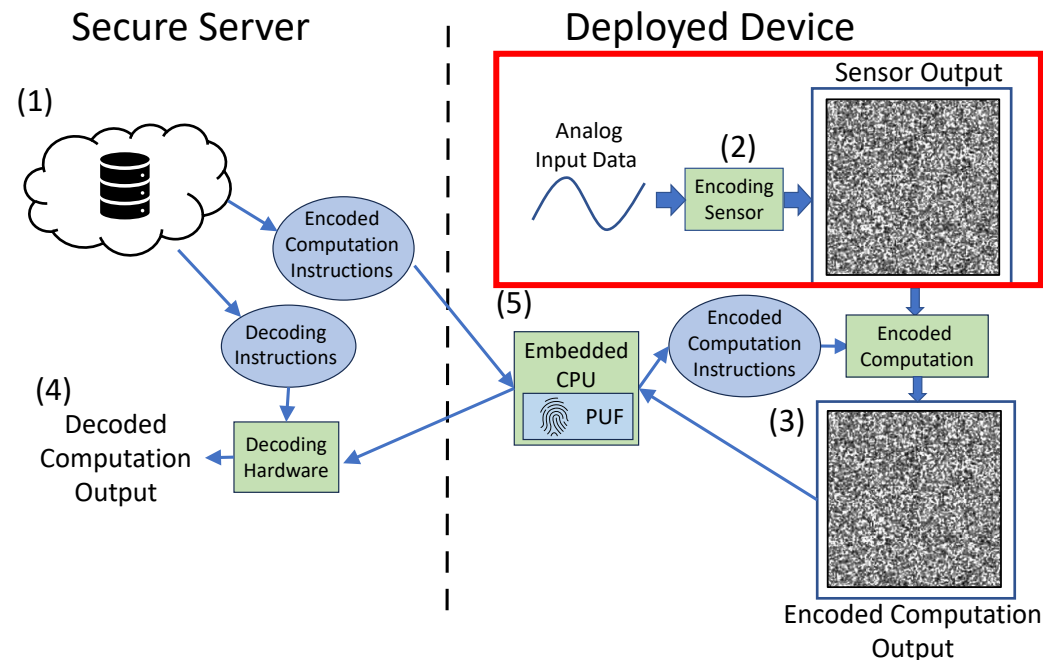 Secure Server
Deployed Device
(1)
Sensor Output
Analog
Input Data
(2)
Encoding
Sensor
Encoded
Computation
Instructions
(5)
Decoding
Instructions
Embedded
CPU
PUF
Encoded
Computation
Instructions
Encoded
Computation
(4)
Decoded
Computation
Output
Decoding
Hardware
(3)
Encoded Computation
Output